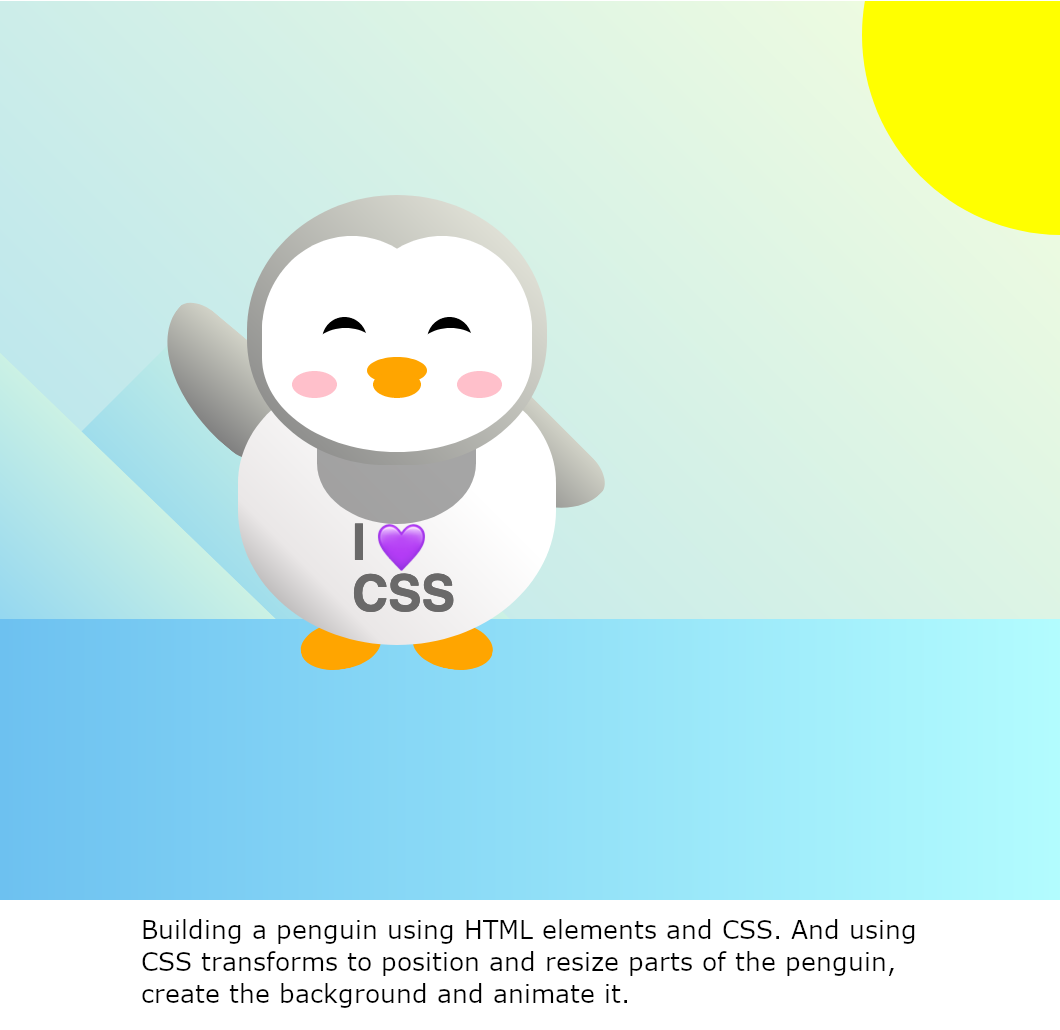 I 💜
CSS
Building a penguin using HTML elements and CSS. And using
CSS transforms to position and resize parts of the penguin,
create the background and animate it.